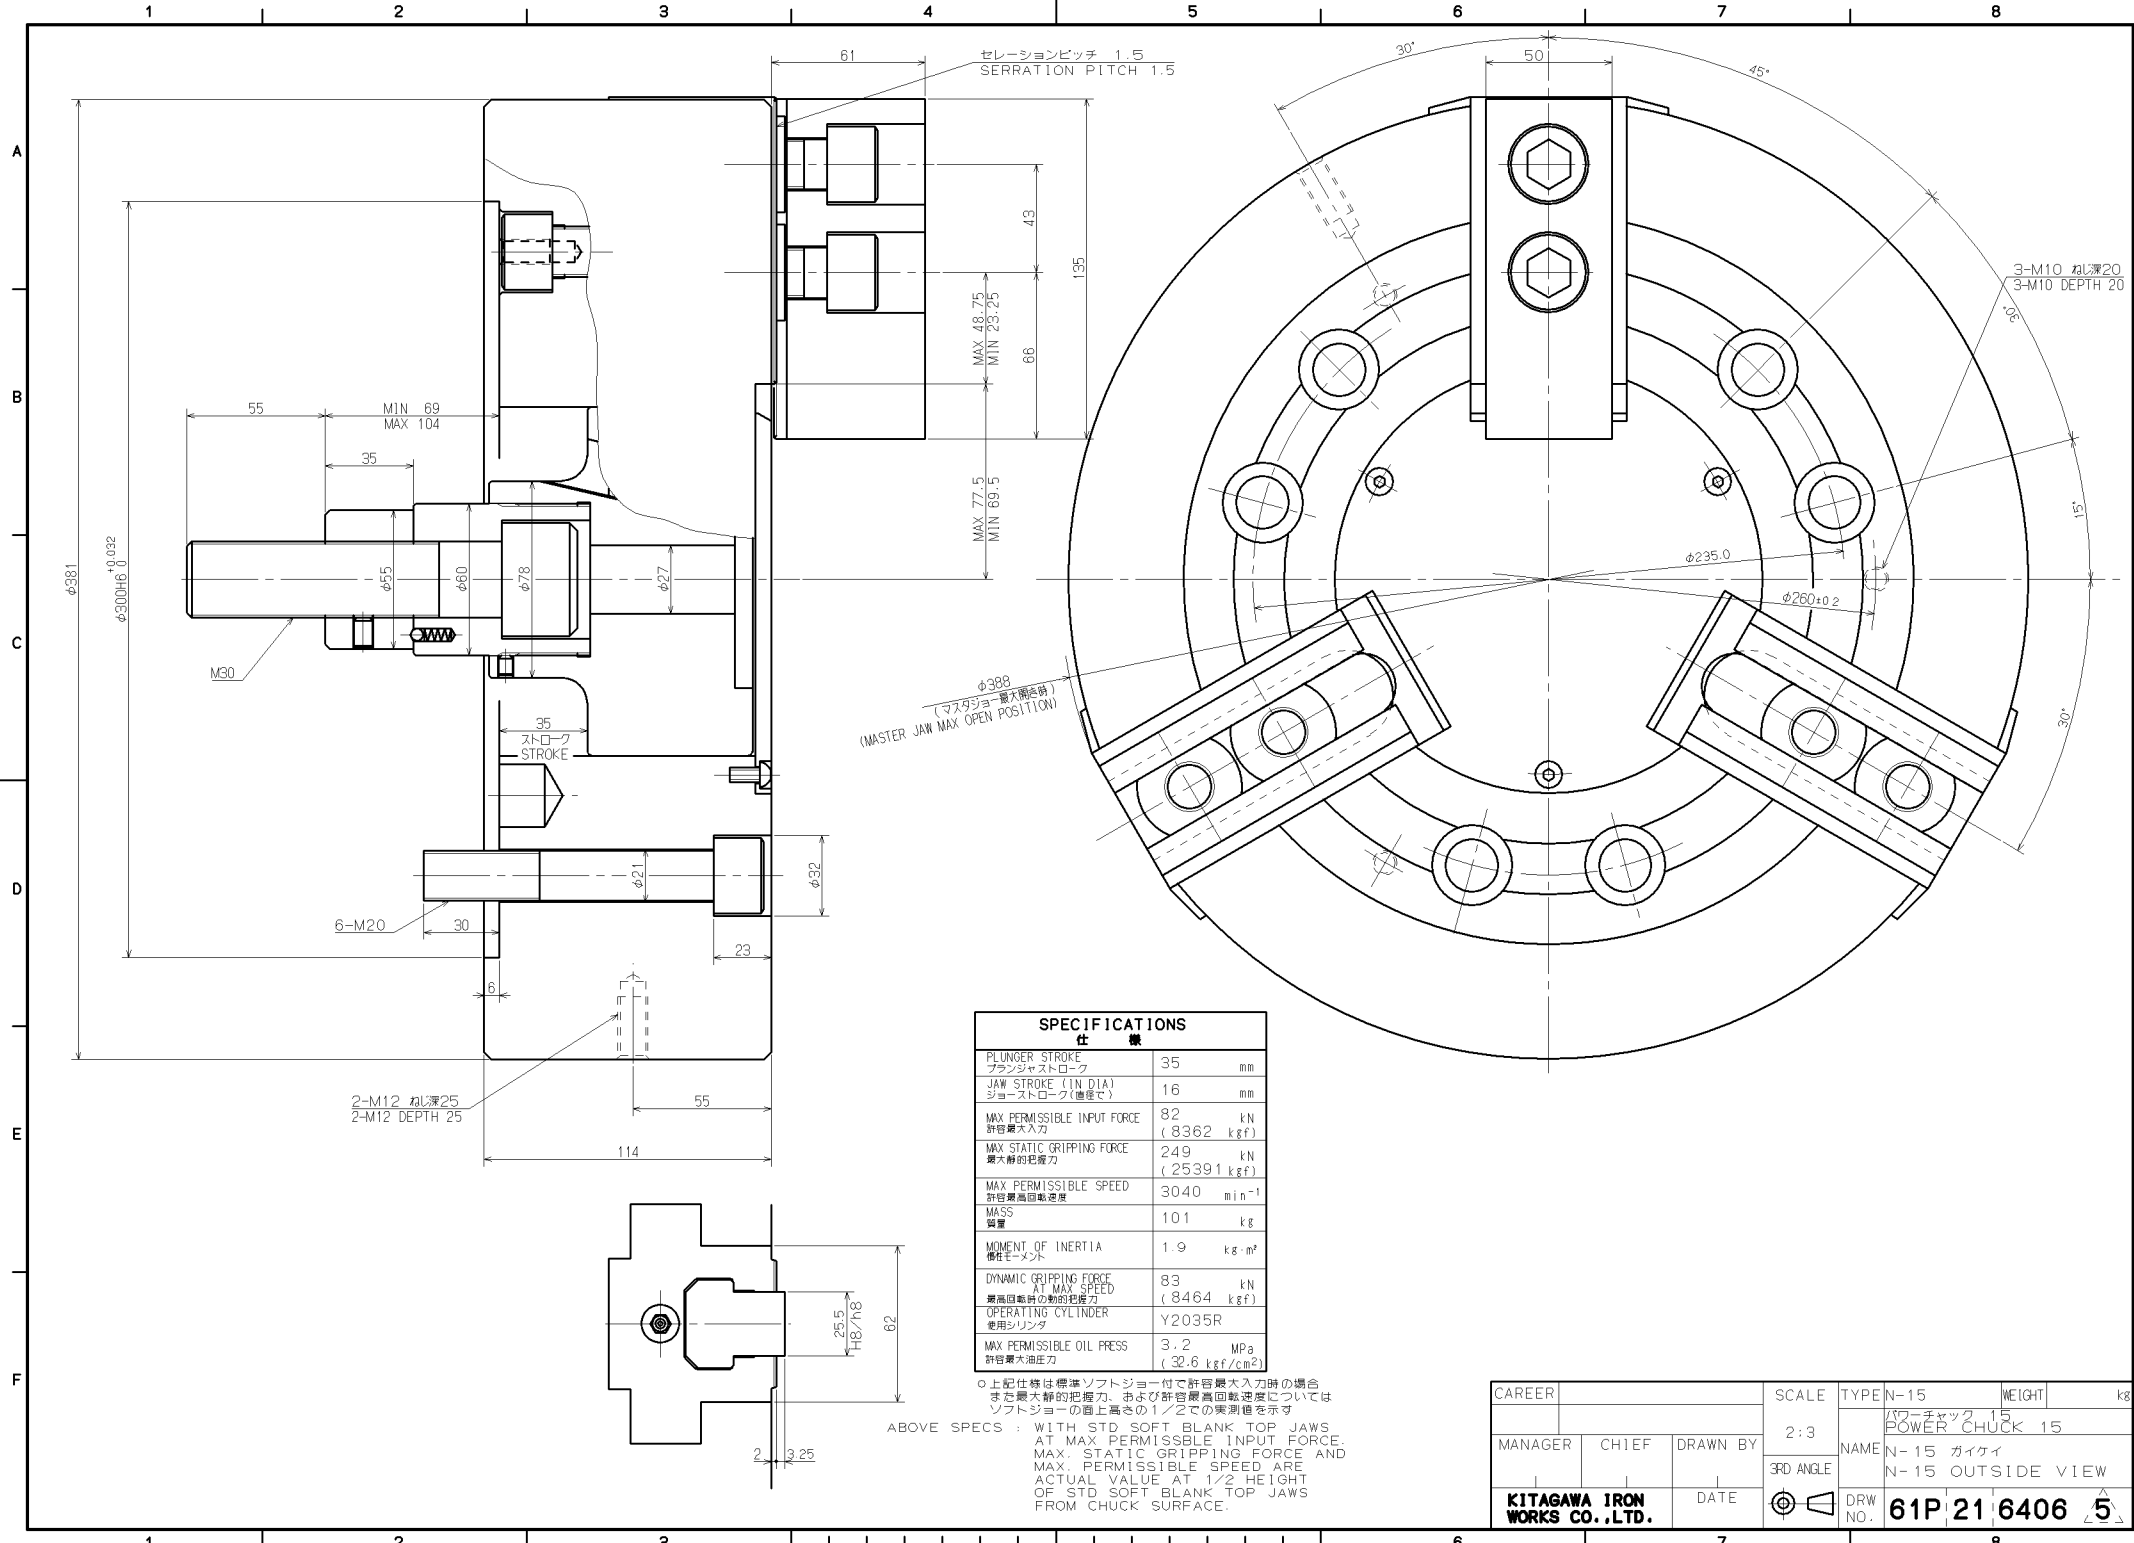 1 2 3 4 5 6 7 8
A
B
C
D
E
F
61
セレーションピッチ 1.5
SERRATION PITCH 1.5
43
135
MAX 48.75
MIN 23.25
66
MAX 77.5
MIN 69.5
55
MIN 69
MAX 104
35
φ381
φ300H6 +0.032 0
φ55
φ60
φ78
φ27
M30
35
ストローク
STROKE
φ21
φ32
6-M20
30
23
6
2-M12 ねじ深25
2-M12 DEPTH 25
55
114
25.5
H8/h8
62
2
3.25
30°
50
45°
3-M10 ねじ深20
3-M10 DEPTH 20
30°
15°
φ235.0
φ260±0.2
30°
φ388
(マスタジョー最大開き時)
(MASTER JAW MAX OPEN POSITION)
SPECIFICATIONS
仕 様
PLUNGER STROKE 35 mm
プランジャストローク
JAW STROKE (IN DIA) 16 mm
ジョーストローク(直径で)
MAX PERMISSIBLE INPUT FORCE 82 kN
許容最大入力 (8362 kgf)
MAX STATIC GRIPPING FORCE 249 kN
最大静的把握力 (25391 kgf)
MAX PERMISSIBLE SPEED 3040 min⁻¹
許容最高回転速度
MASS 101 kg
質量
MOMENT OF INERTIA 1.9 kg·m²
慣性モーメント
DYNAMIC GRIPPING FORCE 83 kN
AT MAX SPEED
最高回転時の動的把握力 (8464 kgf)
OPERATING CYLINDER Y2035R
使用シリンダ
MAX PERMISSIBLE OIL PRESS 3.2 MPa
許容最大油圧力 (32.6 kgf/cm²)
○上記仕様は標準ソフトジョー付で許容最大入力時の場合
また最大静的把握力、および許容最高回転速度については
ソフトジョーの面上高さの1/2での実測値を示す
ABOVE SPECS : WITH STD SOFT BLANK TOP JAWS
AT MAX PERMISSBLE INPUT FORCE.
MAX. STATIC GRIPPING FORCE AND
MAX. PERMISSIBLE SPEED ARE
ACTUAL VALUE AT 1/2 HEIGHT
OF STD SOFT BLANK TOP JAWS
FROM CHUCK SURFACE.
CAREER SCALE TYPE N-15 WEIGHT kg
2:3
パワーチャック 15
POWER CHUCK 15
MANAGER CHIEF DRAWN BY NAME N-15 ガイケイ
3RD ANGLE N-15 OUTSIDE VIEW
KITAGAWA IRON
WORKS CO.,LTD.
DATE
DRW
NO.
61P 21 6406 5
1 2 3 6 7 8